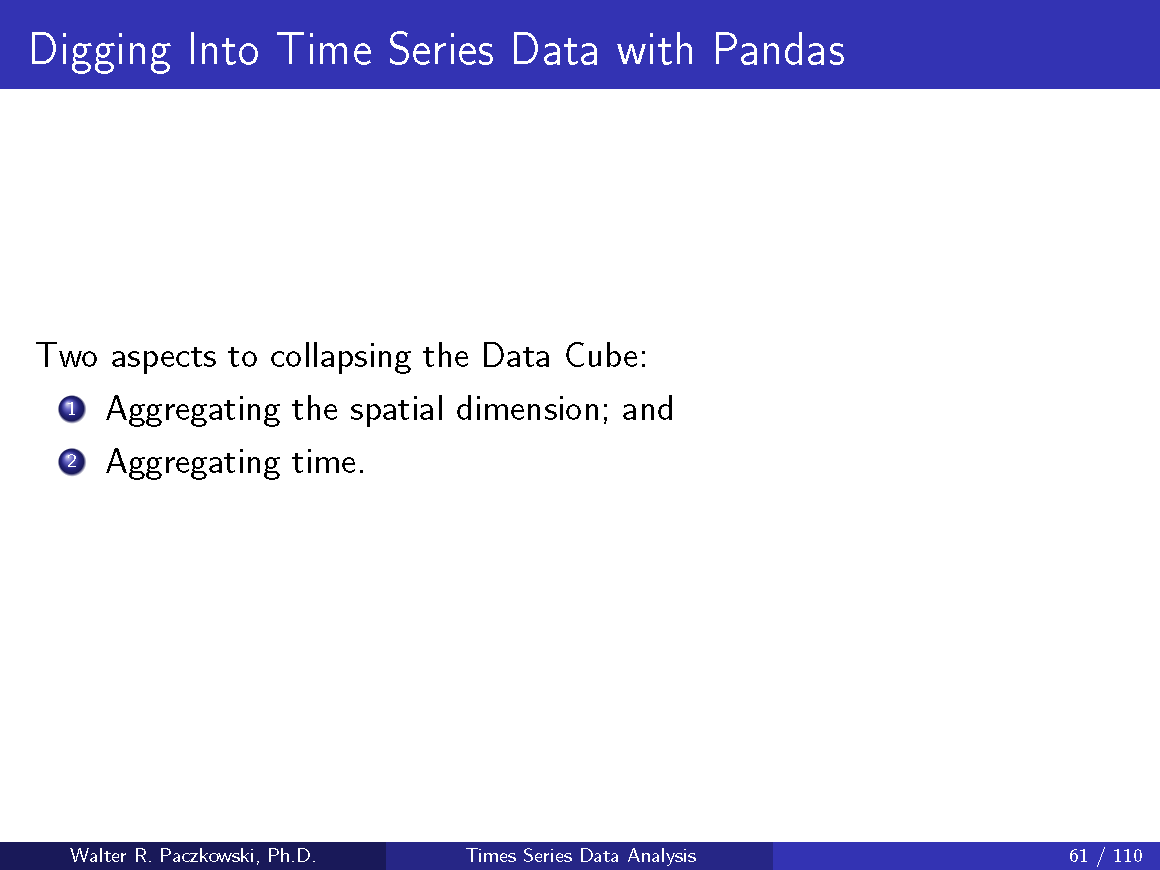 Digging Into Time Series Data with Pandas
Two aspects to collapsing the Data Cube:
1 Aggregating the spatial dimension; and
2 Aggregating time.
Walter R. Paczkowski, Ph.D. Times Series Data Analysis 61 / 110